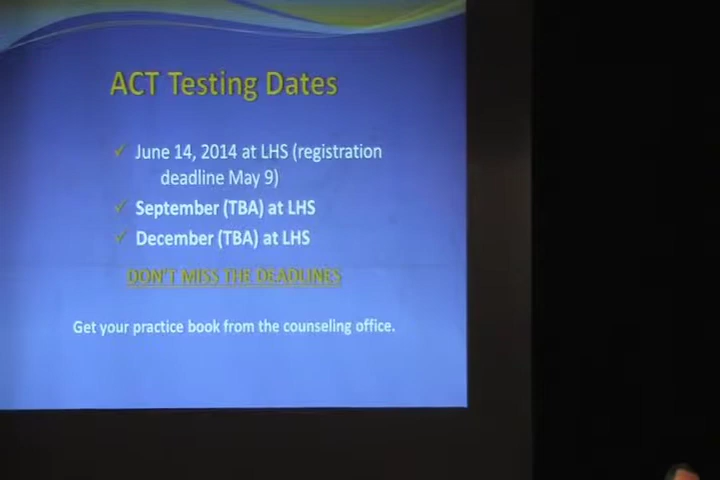 ACT Testing Dates
✓ June 14, 2014 at LHS (registration
deadline May 9)
✓ September (TBA) at LHS
✓ December (TBA) at LHS
DON'T MISS THE DEADLINES
Get your practice book from the counseling office.